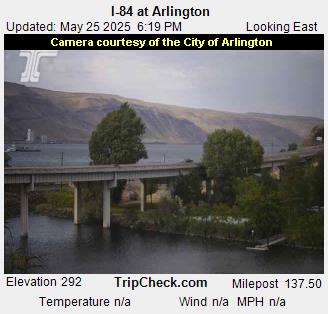 I-84 at Arlington
Updated: May 25 2025 6:19 PM Looking East
Camera courtesy of the City of Arlington
Elevation 292 TripCheck.com Milepost 137.50
Temperature n/a Wind n/a MPH n/a